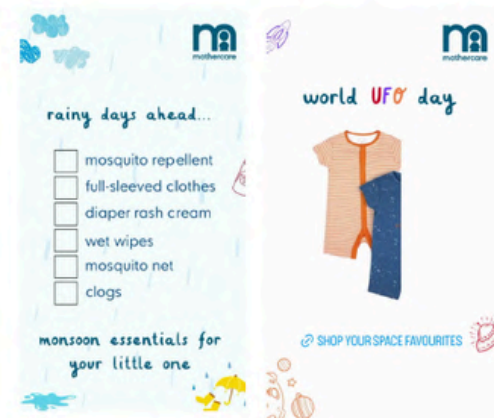 mothercare
rainy days ahead...
mosquito repellent
full-sleeved clothes
diaper rash cream
wet wipes
mosquito net
clogs
monsoon essentials for
your little one
mothercare
world UFO day
SHOP YOUR SPACE FAVOURITES